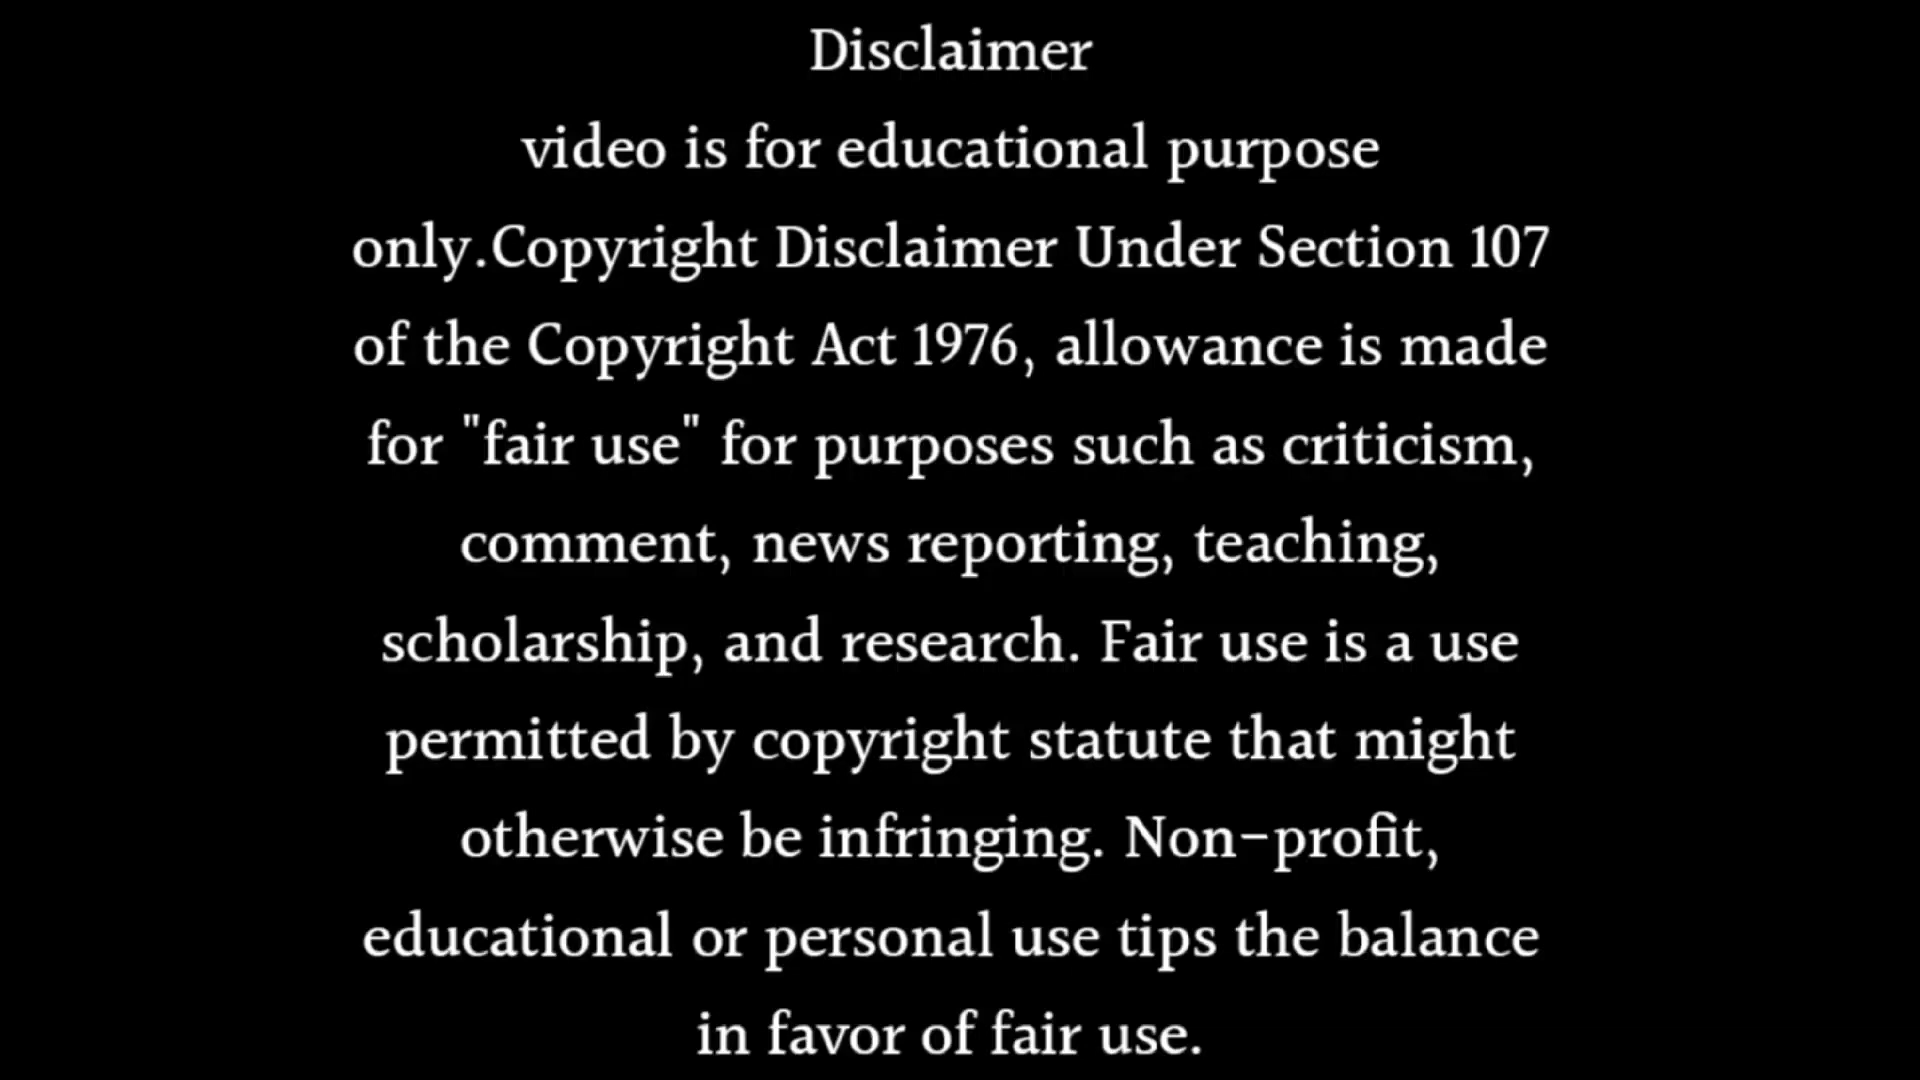 Disclaimer
video is for educational purpose
only.Copyright Disclaimer Under Section 107
of the Copyright Act 1976, allowance is made
for "fair use" for purposes such as criticism,
comment, news reporting, teaching,
scholarship, and research. Fair use is a use
permitted by copyright statute that might
otherwise be infringing. Non-profit,
educational or personal use tips the balance
in favor of fair use.